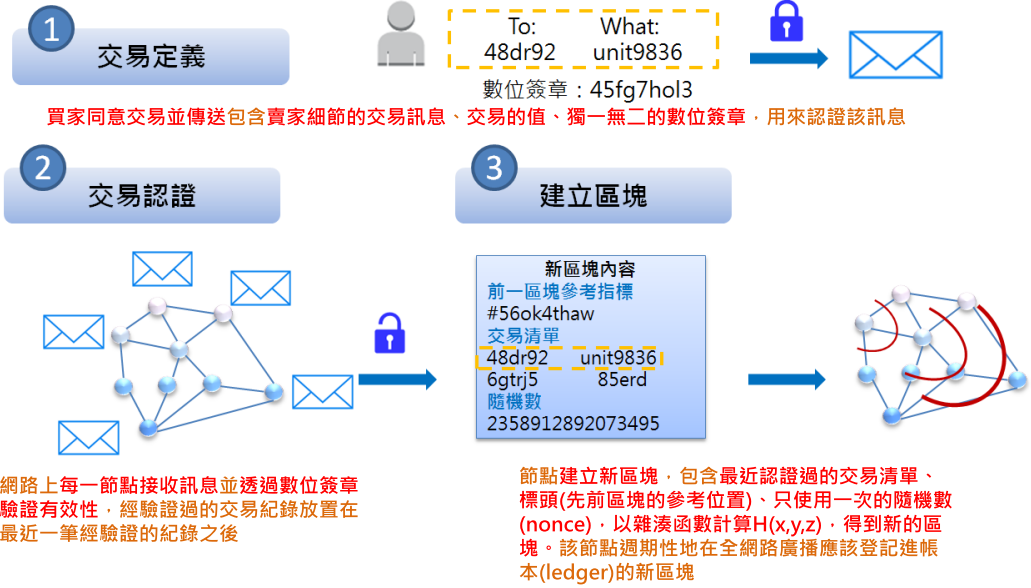 1
交易定義
To: What:
48dr92 unit9836
數位簽章：45fg7hol3
買家同意交易並傳送包含賣家細節的交易訊息、交易的值、獨一無二的數位簽章，用來認證該訊息
2
交易認證
3
建立區塊
新區塊內容
前一區塊參考指標
#56ok4thaw
交易清單
48dr92 unit9836
6gtrj5 85erd
隨機數
2358912892073495
網路上每一節點接收訊息並透過數位簽章
驗證有效性，經驗證過的交易紀錄放置在
最近一筆經驗證的紀錄之後
節點建立新區塊，包含最近認證過的交易清單、
標頭(先前區塊的參考位置)、只使用一次的隨機數
(nonce)，以雜湊函數計算H(x,y,z)，得到新的區
塊。該節點週期性地在全網路廣播應該登記進帳
本(ledger)的新區塊